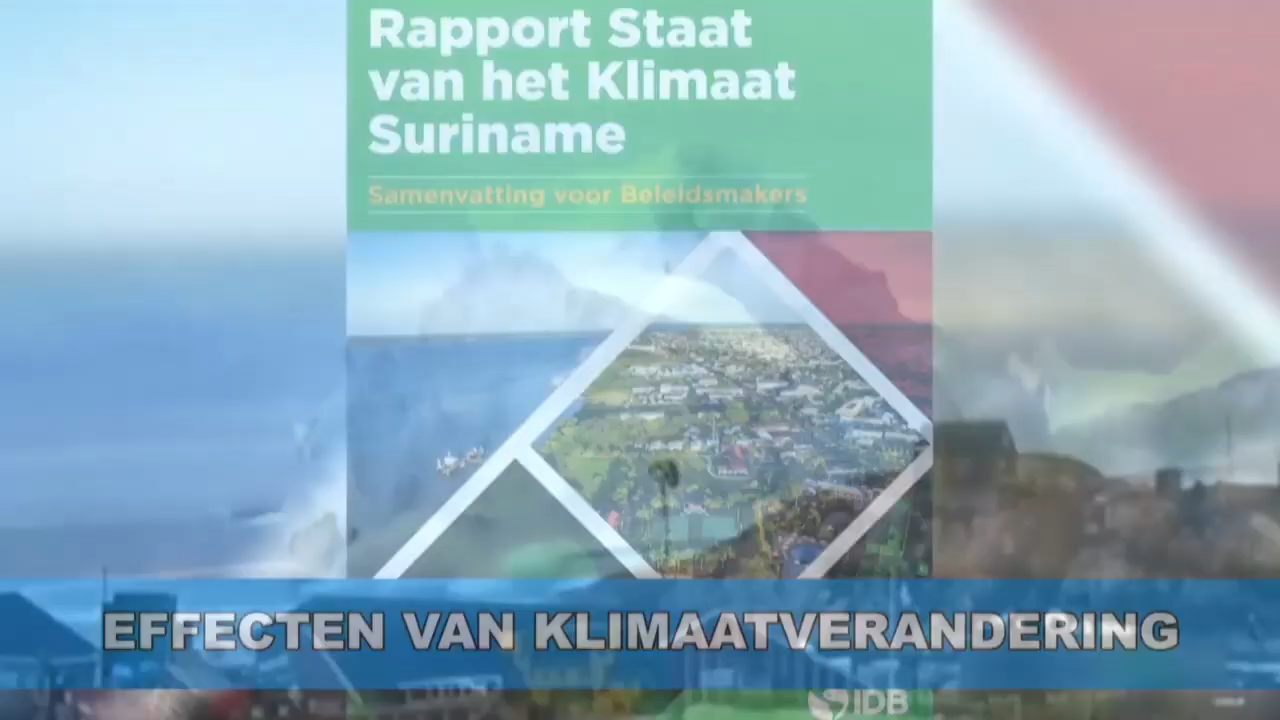 Rapport Staat
van het Klimaat
Suriname
Samenvatting voor Beleidsmakers
EFFECTEN VAN KLIMAATVERANDERING
IDB